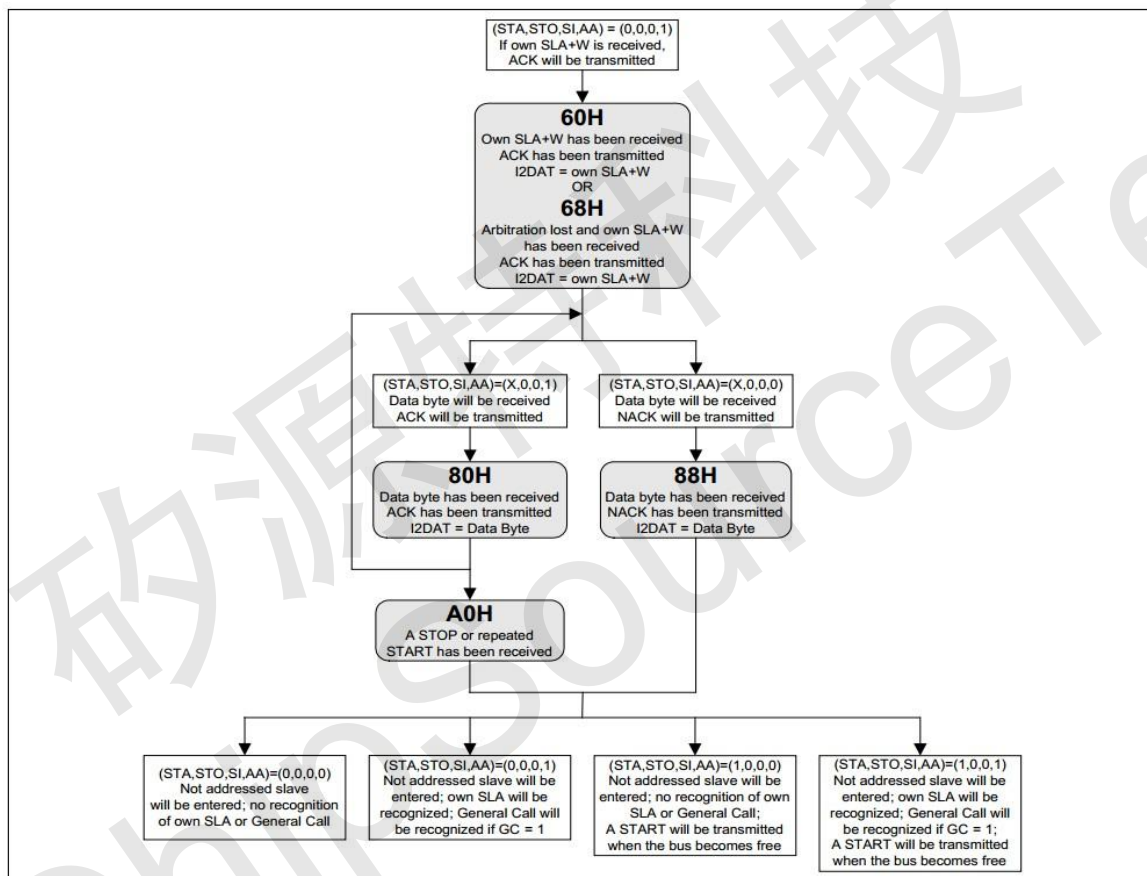 (STA,STO,SI,AA) = (0,0,0,1)
If own SLA+W is received,
ACK will be transmitted
60H
Own SLA+W has been received
ACK has been transmitted
I2DAT = own SLA+W
OR
68H
Arbitration lost and own SLA+W
has been received
ACK has been transmitted
I2DAT = own SLA+W
(STA,STO,SI,AA)=(X,0,0,1)
Data byte will be received
ACK will be transmitted
(STA,STO,SI,AA)=(X,0,0,0)
Data byte will be received
NACK will be transmitted
80H
Data byte has been received
ACK has been transmitted
I2DAT = Data Byte
88H
Data byte has been received
NACK has been transmitted
I2DAT = Data Byte
A0H
A STOP or repeated
START has been received
(STA,STO,SI,AA)=(0,0,0,0)
Not addressed slave
will be entered; no recognition
of own SLA or General Call
(STA,STO,SI,AA)=(0,0,0,1)
Not addressed slave will be
entered; own SLA will be
recognized; General Call will
be recognized if GC = 1
(STA,STO,SI,AA)=(1,0,0,0)
Not addressed slave will be
entered; no recognition of own
SLA or General Call;
A START will be transmitted
when the bus becomes free
(STA,STO,SI,AA)=(1,0,0,1)
Not addressed slave will be
entered; own SLA will be
recognized; General Call will
be recognized if GC = 1;
A START will be transmitted
when the bus becomes free
矽源特科技
hipSourceTe